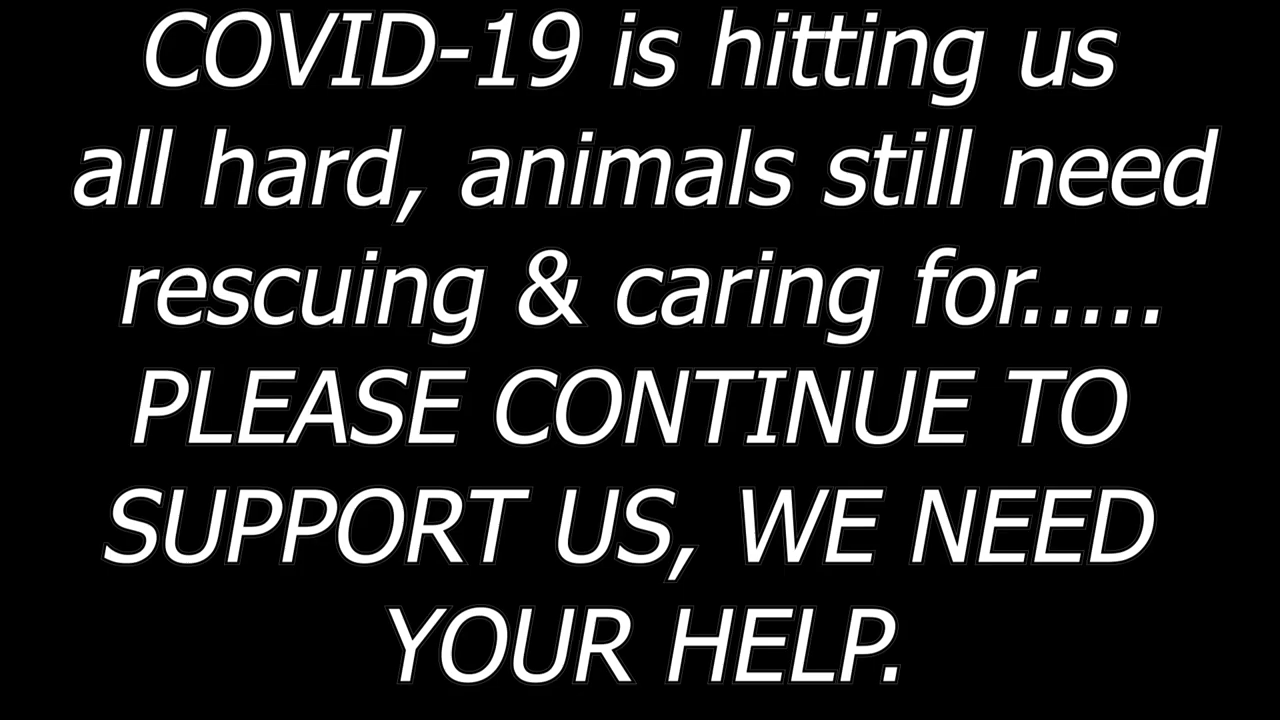 COVID-19 is hitting us
all hard, animals still need
rescuing & caring for.....
PLEASE CONTINUE TO
SUPPORT US, WE NEED
YOUR HELP.